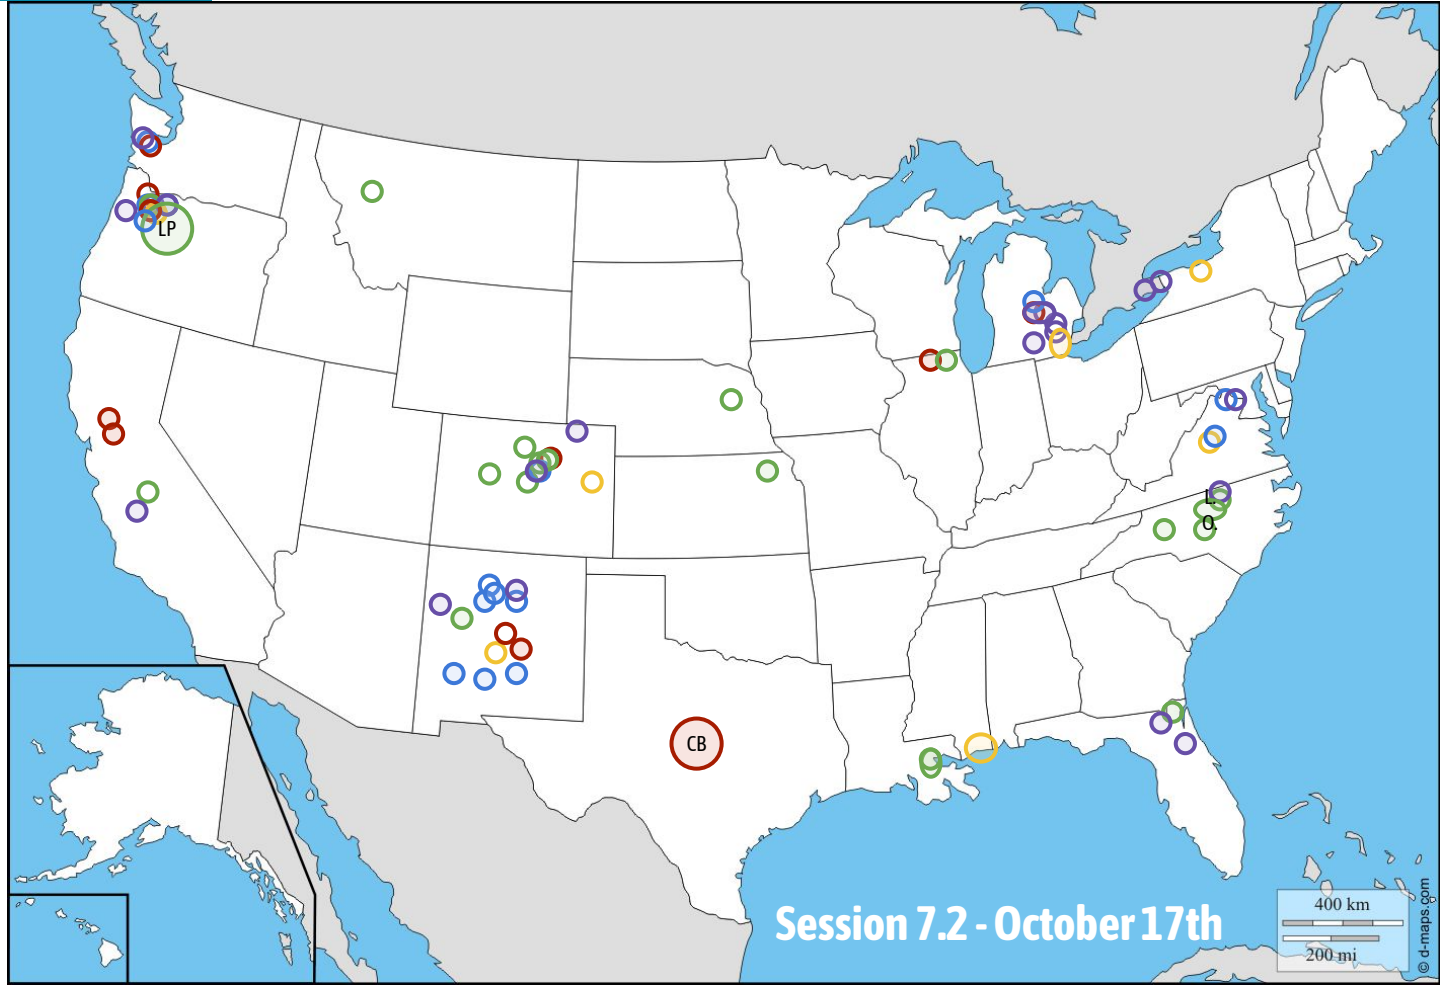 LP
L.
O.
CB
Session 7.2 - October 17th
400 km
200 mi
© d-maps.com